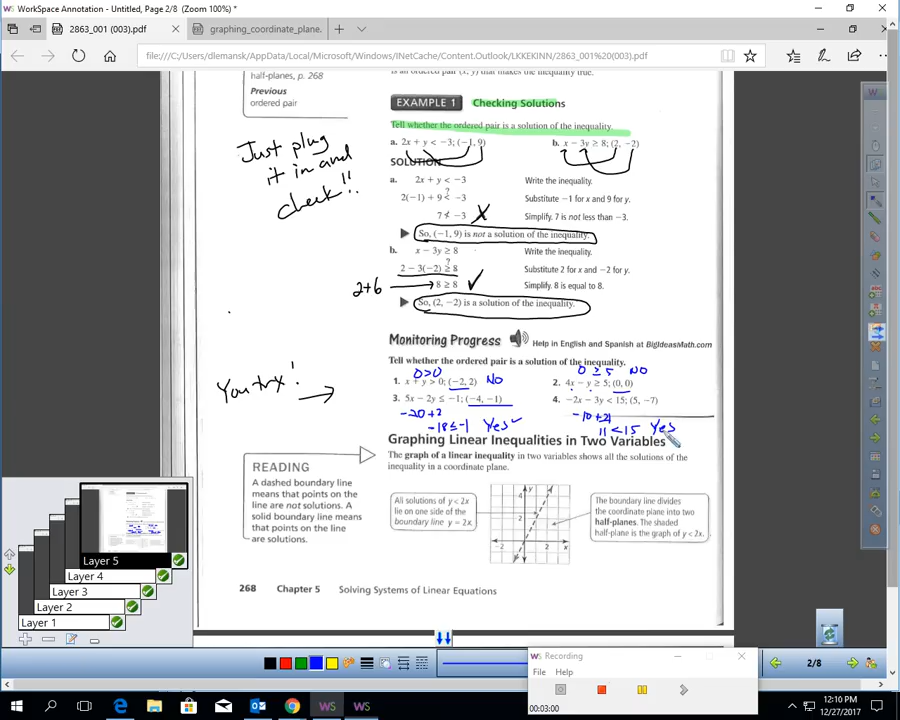 WorkSpace Annotation - Untitled, Page 2/8 (Zoom 100%)
2863_001 (003).pdf
graphing_coordinate_plane.
file:///C:/Users/dlemansk/AppData/Local/Microsoft/Windows/INetCache/Content.Outlook/LKKEKINN/2863_001%20(003).pdf
half-planes, p. 268
is an ordered pair (x, y) that makes the inequality true.
Previous
ordered pair
EXAMPLE 1 Checking Solutions
Tell whether the ordered pair is a solution of the inequality.
a. 2x + y < −3; (−1, 9)
b. x − 3y ≥ 8; (2, −2)
Just plug
it in and
check!!
SOLUTION
a. 2x + y < −3 Write the inequality.
2(−1) + 9 <? −3 Substitute −1 for x and 9 for y.
7 ≮ −3 X Simplify. 7 is not less than −3.
So, (−1, 9) is not a solution of the inequality.
b. x − 3y ≥ 8 Write the inequality.
2 − 3(−2) ≥? 8 Substitute 2 for x and −2 for y.
2+6
8 ≥ 8 ✓ Simplify. 8 is equal to 8.
So, (2, −2) is a solution of the inequality.
Monitoring Progress Help in English and Spanish at BigIdeasMath.com
Tell whether the ordered pair is a solution of the inequality.
0>0
0 ≥ 5 NO
1. x + y > 0; (−2, 2) NO
2. 4x − y ≥ 5; (0, 0)
You try!
3. 5x − 2y ≤ −1; (−4, −1)
4. −2x − 3y < 15; (5, −7)
-20+2
-10+21
-18≤-1 Yes
11 < 15 Yes
Graphing Linear Inequalities in Two Variables
The graph of a linear inequality in two variables shows all the solutions of the
inequality in a coordinate plane.
READING
A dashed boundary line
means that points on the
line are not solutions. A
solid boundary line means
that points on the line
are solutions.
All solutions of y < 2x
lie on one side of the
boundary line y = 2x.
y
4
2
−2
2
x
The boundary line divides
the coordinate plane into two
half-planes. The shaded
half-plane is the graph of y < 2x.
268 Chapter 5 Solving Systems of Linear Equations
Layer 5
Layer 4
Layer 3
Layer 2
Layer 1
2/8
WS Recording
File Help
00:03:00
WS
WS
12:10 PM
12/27/2017